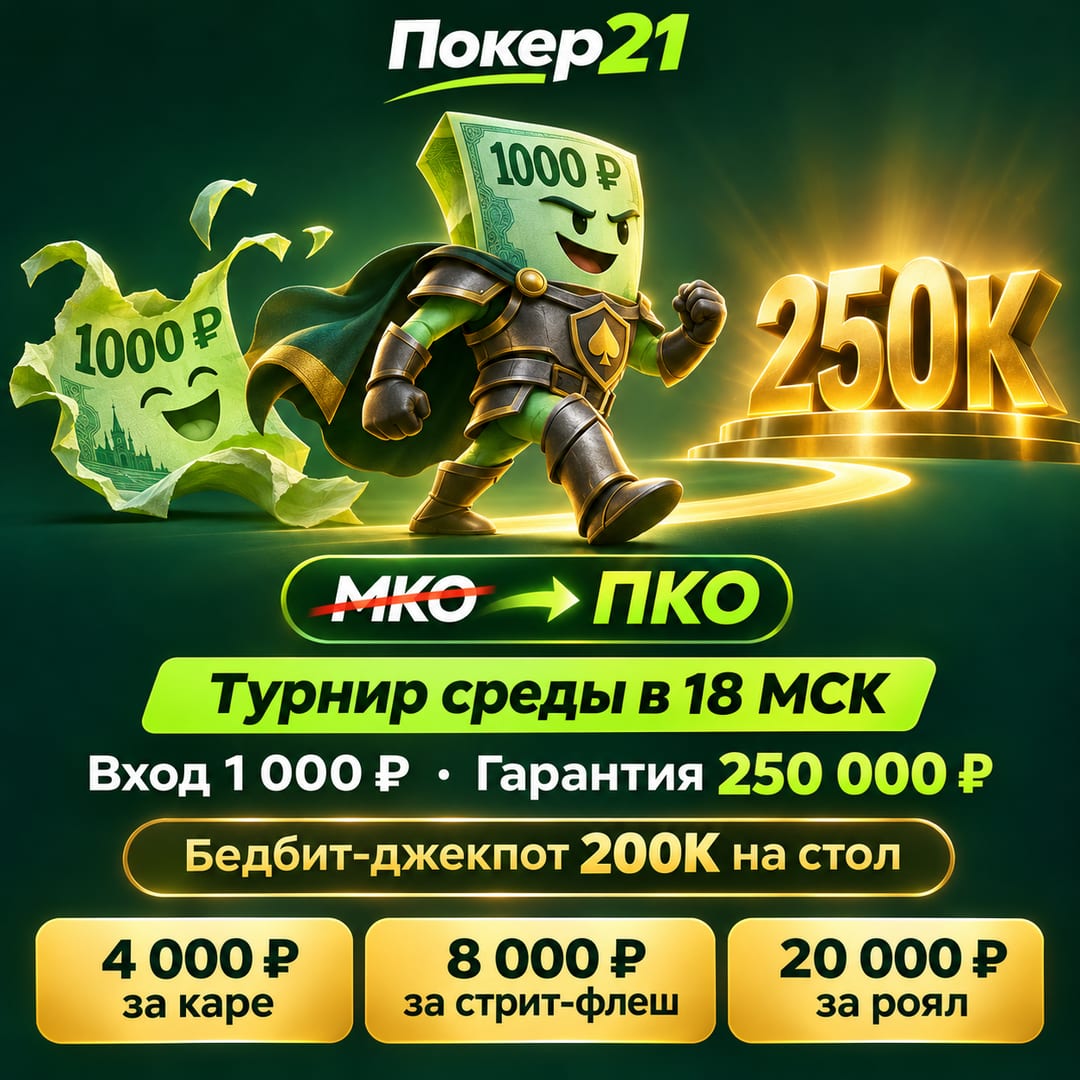 Покер21
1000 ₽
1000 ₽
250K
МКО → ПКО
Турнир среды в 18 МСК
Вход 1 000 ₽ · Гарантия 250 000 ₽
Бедбит-джекпот 200K на стол
4 000 ₽
за каре
8 000 ₽
за стрит-флеш
20 000 ₽
за роял